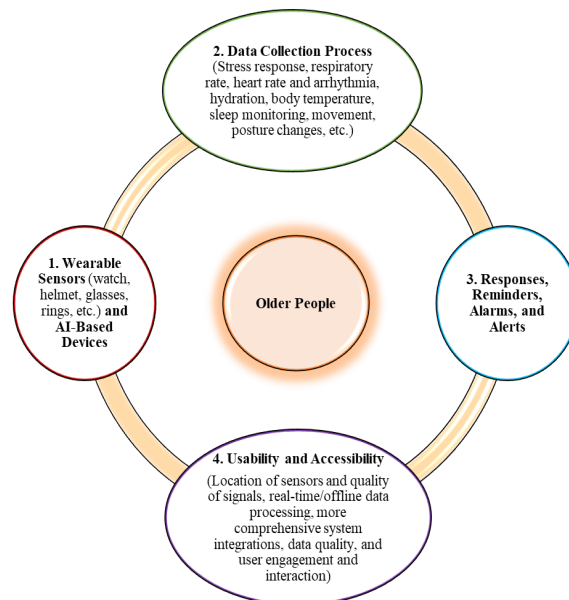 2. Data Collection Process
(Stress response, respiratory
rate, heart rate and arrhythmia,
hydration, body temperature,
sleep monitoring, movement,
posture changes, etc.)
1. Wearable
Sensors (watch,
helmet, glasses,
rings, etc.) and
AI-Based
Devices
Older People
3. Responses,
Reminders,
Alarms, and
Alerts
4. Usability and Accessibility
(Location of sensors and quality
of signals, real-time/offline data
processing, more
comprehensive system
integrations, data quality, and
user engagement and
interaction)